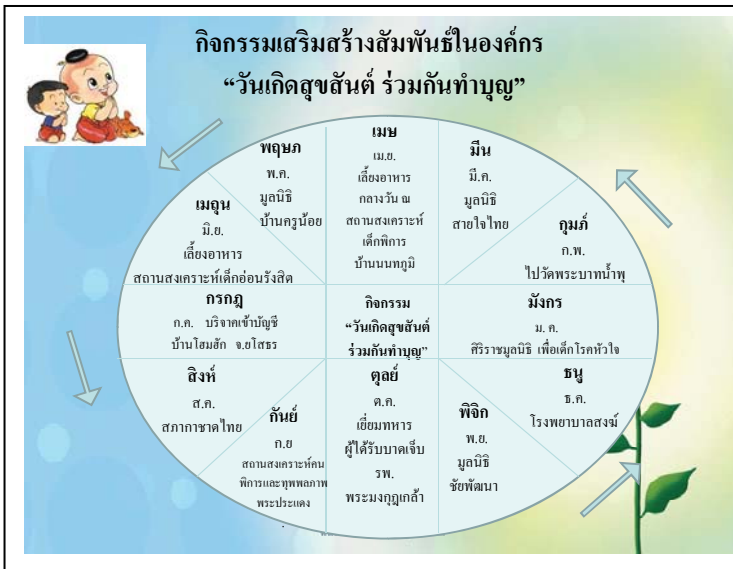 กิจกรรมเสริมสร้างสัมพันธ์ในองค์กร
“วันเกิดสุขสันต์ ร่วมกันทำบุญ”
เมษ
เม.ย.
เลี้ยงอาหาร
กลางวัน ณ
สถานสงเคราะห์
เด็กพิการ
บ้านนนทภูมิ
พฤษภ
พ.ค.
มูลนิธิ
บ้านครูน้อย
เมถุน
มิ.ย.
เลี้ยงอาหาร
สถานสงเคราะห์เด็กอ่อนรังสิต
กรกฎ
ก.ค. บริจาคเข้าบัญชี
บ้านโฮมฮัก จ.ยโสธร
สิงห์
ส.ค.
สภากาชาดไทย
กันย์
ก.ย
สถานสงเคราะห์คน
พิการและทุพพลภาพ
พระประแดง
ตุลย์
ต.ค.
เยี่ยมทหาร
ผู้ได้รับบาดเจ็บ
รพ.
พระมงกุฎเกล้า
พิจิก
พ.ย.
มูลนิธิ
ชัยพัฒนา
ธนู
ธ.ค.
โรงพยาบาลสงฆ์
มังกร
ม. ค.
ศิริราชมูลนิธิ เพื่อเด็กโรคหัวใจ
กุมภ์
ก.พ.
ไปวัดพระบาทน้ำพุ
มีน
มี.ค.
มูลนิธิ
สายใจไทย
กิจกรรม
“วันเกิดสุขสันต์
ร่วมกันทำบุญ”